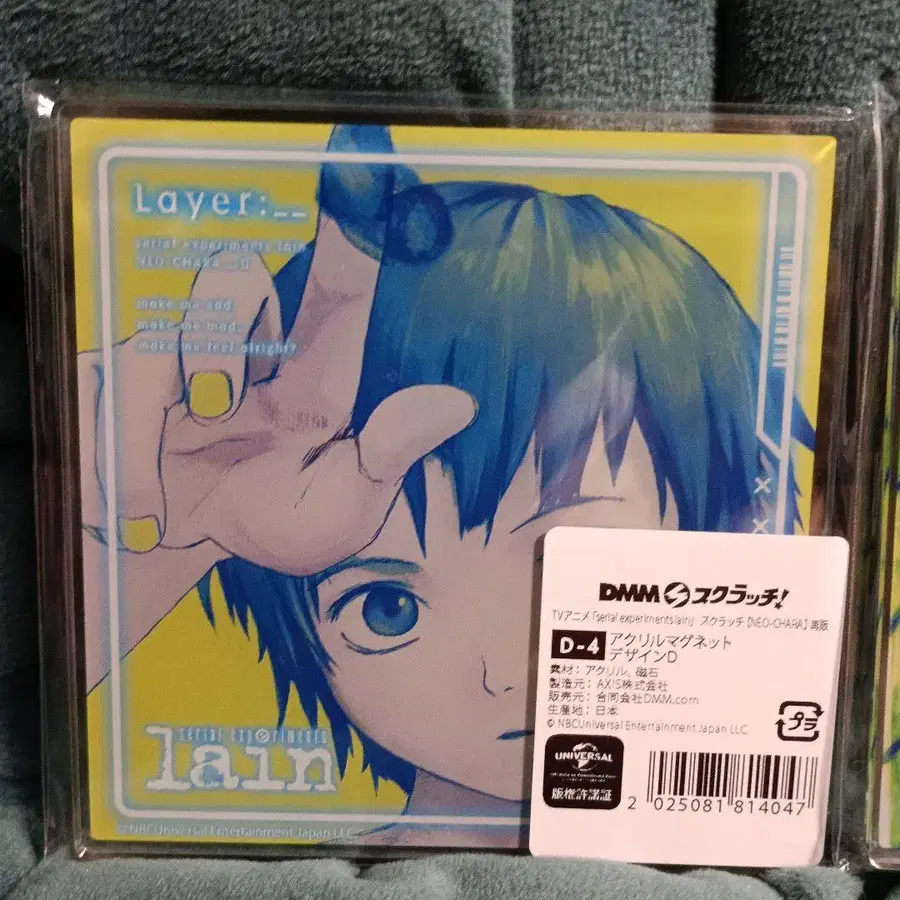 Layer:__
serial experiments lain
NEO-CHARA
make me sad.
make me mad.
make me feel alright?
serial experiments
lain
© NBCUniversal Entertainment Japan LLC
DMM スクラッチ!
TVアニメ「serial experiments lain」 スクラッチ【NEO-CHARA】再販
D-4 アクリルマグネット
デザインD
素材: アクリル、磁石
製造元: AXIS株式会社
販売元: 合同会社DMM.com
生産地: 日本
© NBCUniversal Entertainment Japan LLC
プラ
UNIVERSAL
版権許諾証
2 025081 814047